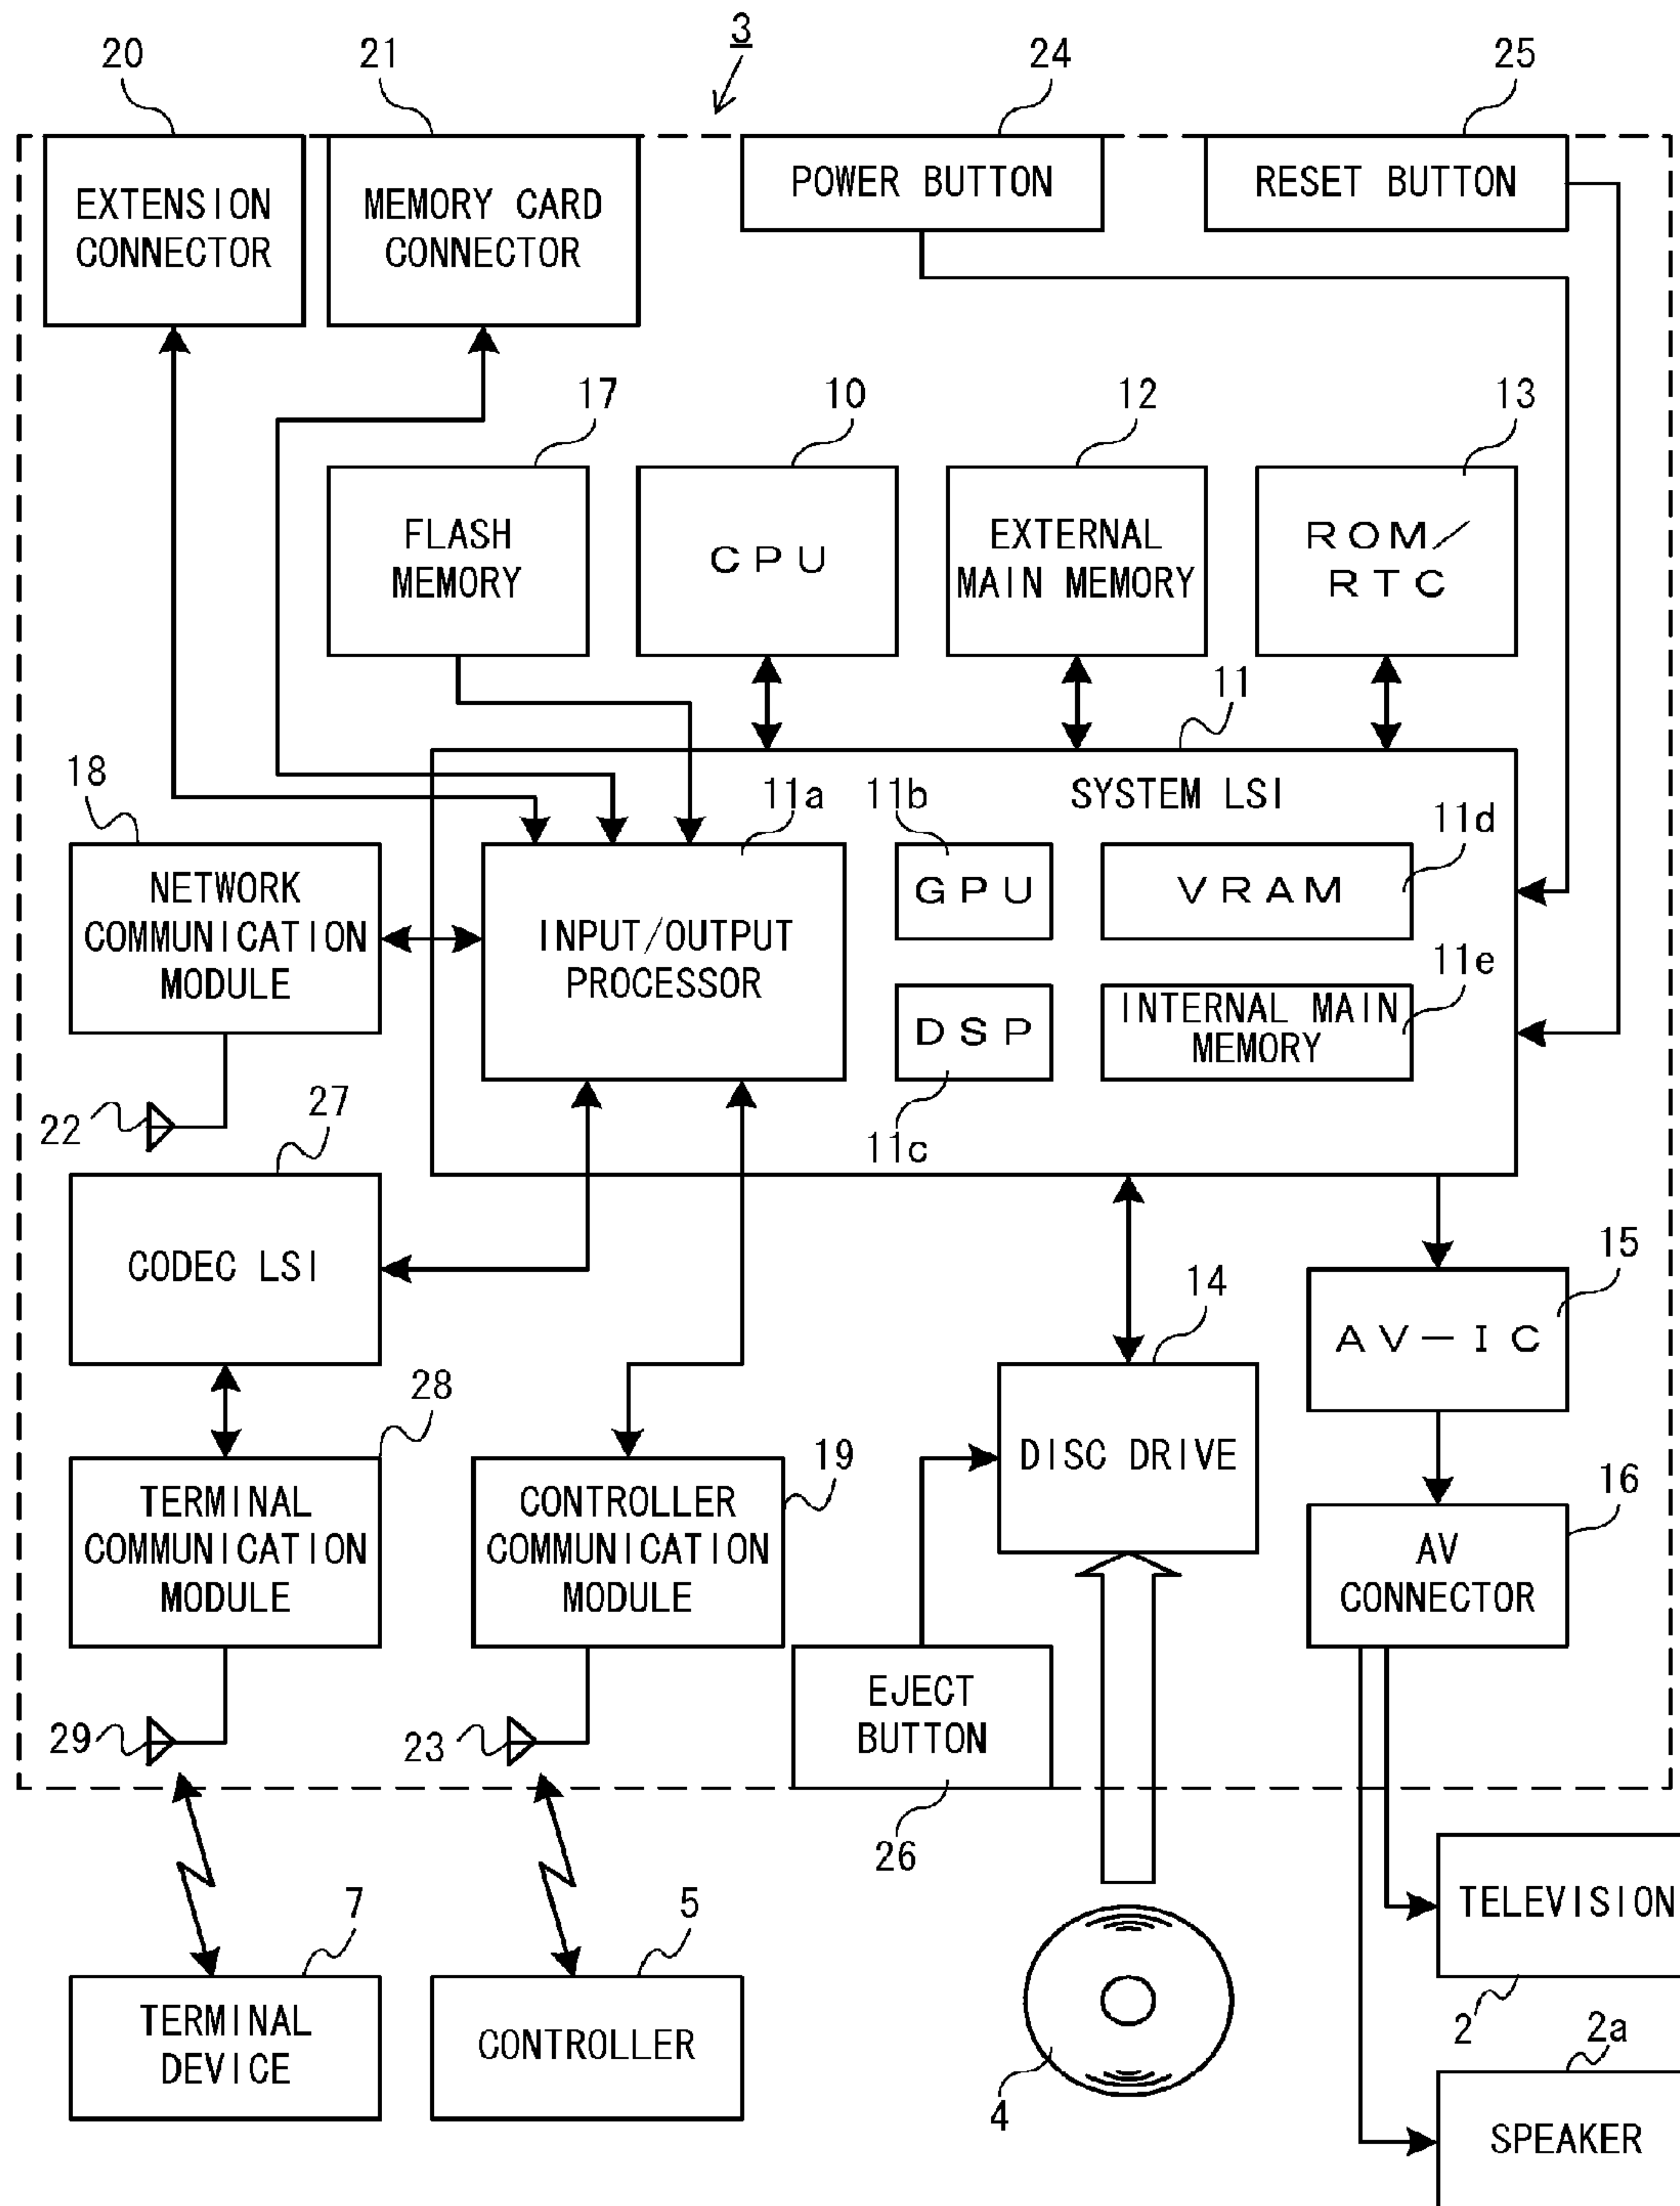 3
20
21
24
25
EXTENSION
CONNECTOR
MEMORY CARD
CONNECTOR
POWER BUTTON
RESET BUTTON
17
10
12
13
FLASH
MEMORY
CPU
EXTERNAL
MAIN MEMORY
ROM/
RTC
11
SYSTEM LSI
18
11a
11b
11d
NETWORK
COMMUNICATION
MODULE
INPUT/OUTPUT
PROCESSOR
GPU
VRAM
11e
DSP
INTERNAL MAIN
MEMORY
22
27
11c
CODEC LSI
14
15
AV-IC
28
19
16
TERMINAL
COMMUNICATION
MODULE
CONTROLLER
COMMUNICATION
MODULE
DISC DRIVE
AV
CONNECTOR
29
23
EJECT
BUTTON
26
7
5
TELEVISION
2
TERMINAL
DEVICE
CONTROLLER
4
2a
SPEAKER